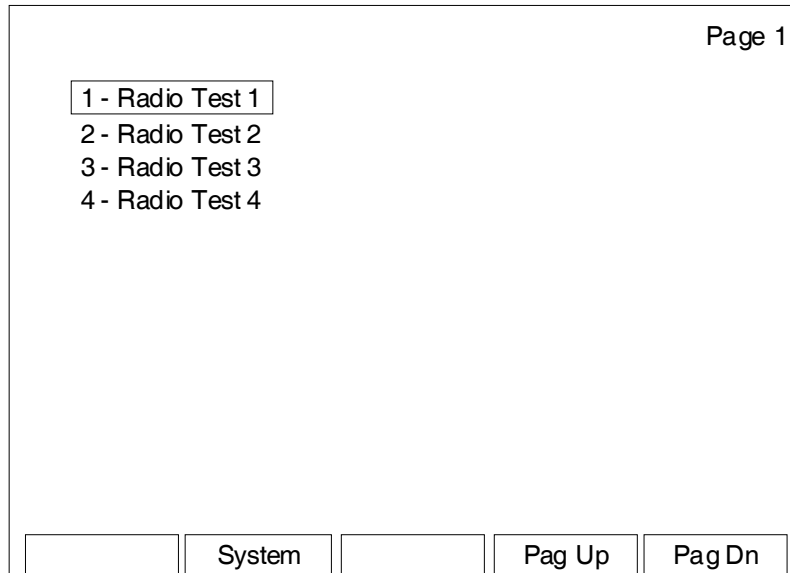 Page 1
1 - Radio Test 1
2 - Radio Test 2
3 - Radio Test 3
4 - Radio Test 4
System Pag Up Pag Dn